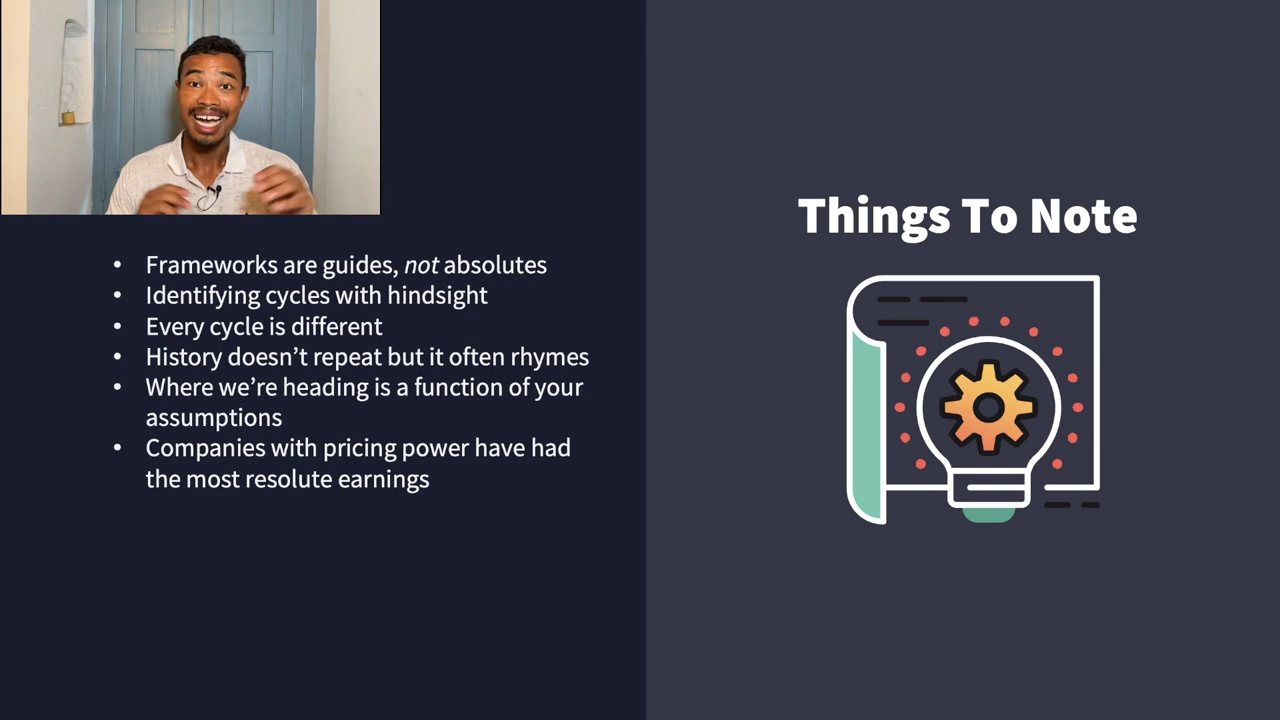 Things To Note
• Frameworks are guides, not absolutes
• Identifying cycles with hindsight
• Every cycle is different
• History doesn’t repeat but it often rhymes
• Where we’re heading is a function of your
assumptions
• Companies with pricing power have had
the most resolute earnings